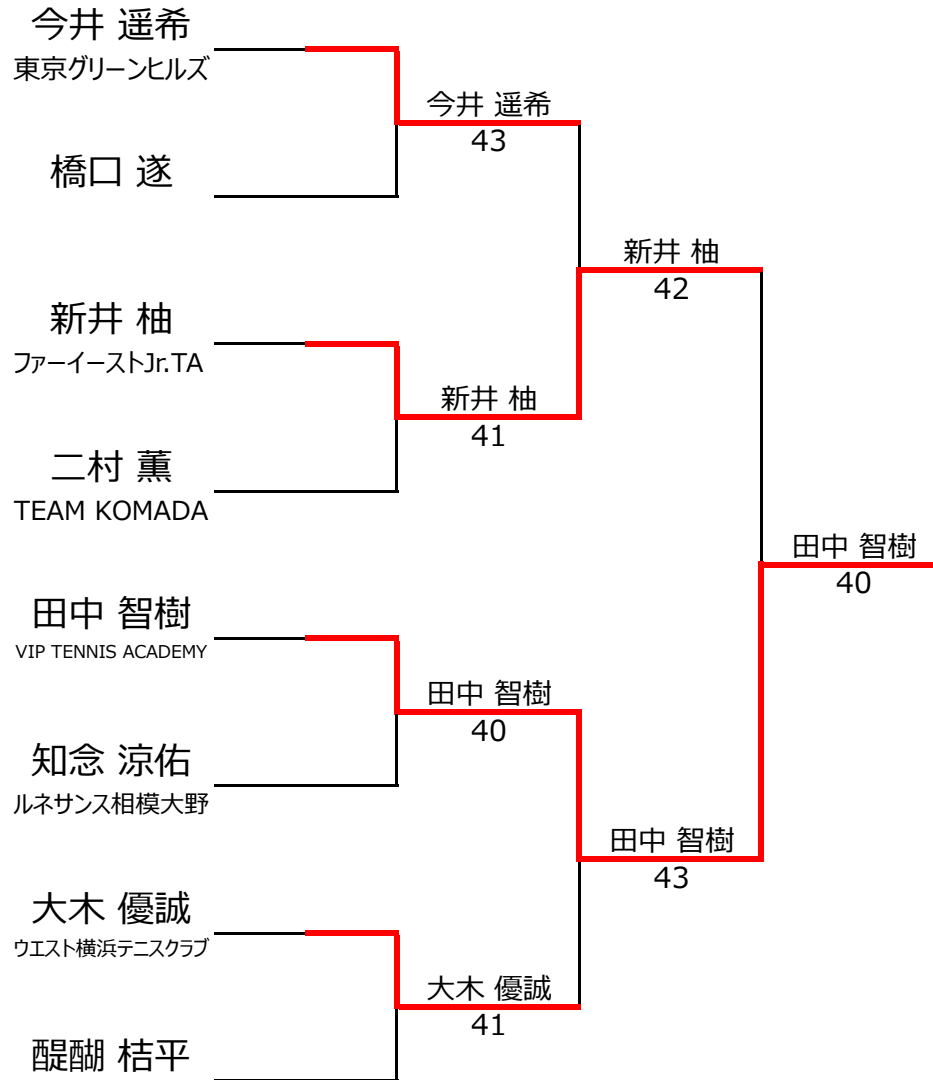 今井 遥希
東京グリーンヒルズ
今井 遥希
43
橋口 遂
新井 柚
42
新井 柚
ファーイーストJr.TA
新井 柚
41
二村 薫
TEAM KOMADA
田中 智樹
40
田中 智樹
VIP TENNIS ACADEMY
田中 智樹
40
知念 涼佑
ルネサンス相模大野
田中 智樹
43
大木 優誠
ウエスト横浜テニスクラブ
大木 優誠
41
醍醐 桔平